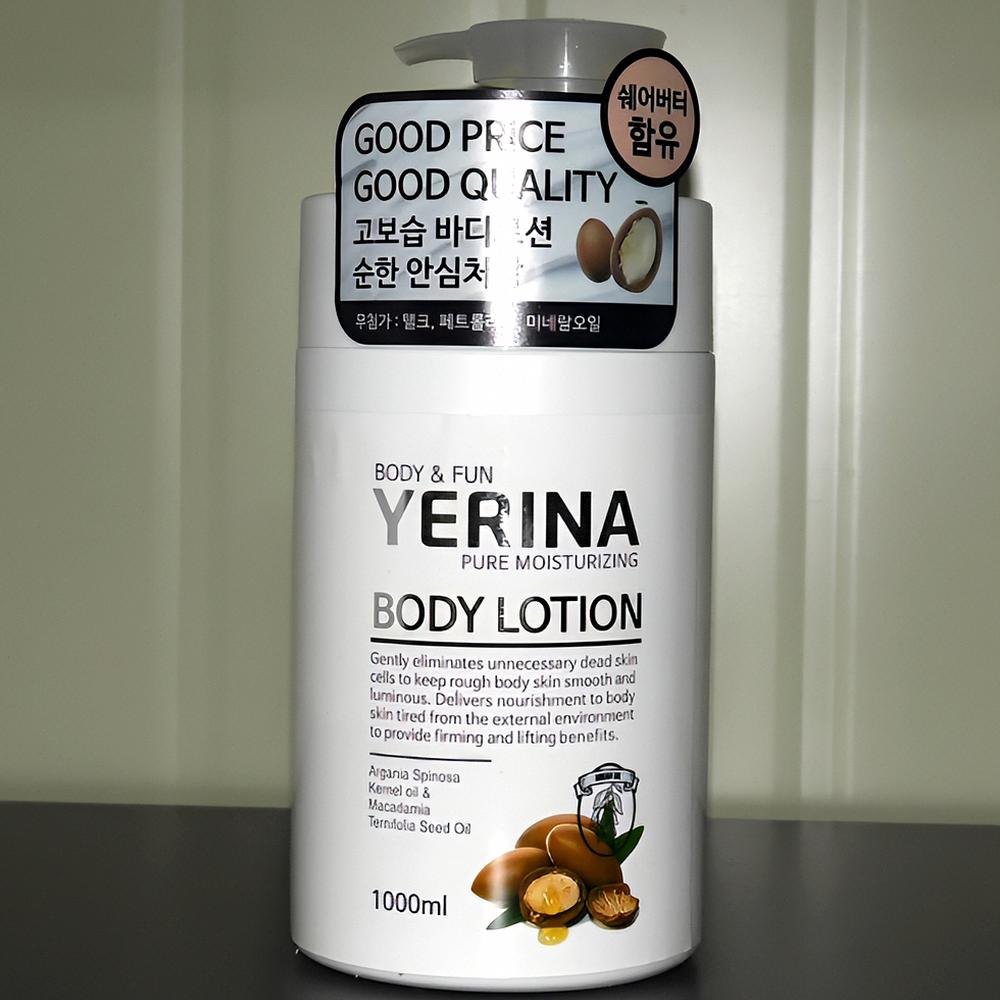 쉐어버터
함유
GOOD PRICE
GOOD QUALITY
고보습 바디 션
순한 안심처
무첨가 : 탤크, 미네랄오일
BODY & FUN
YERINA
PURE MOISTURIZING
BODY LOTION
Gently eliminates unnecessary dead skin
cells to keep rough body skin smooth and
luminous. Delivers nourishment to body
skin tired from the external environment
to provide firming and lifting benefits.
Argania Spinosa
Kernel oil &
Macadamia
Ternifolia Seed Oil
1000ml